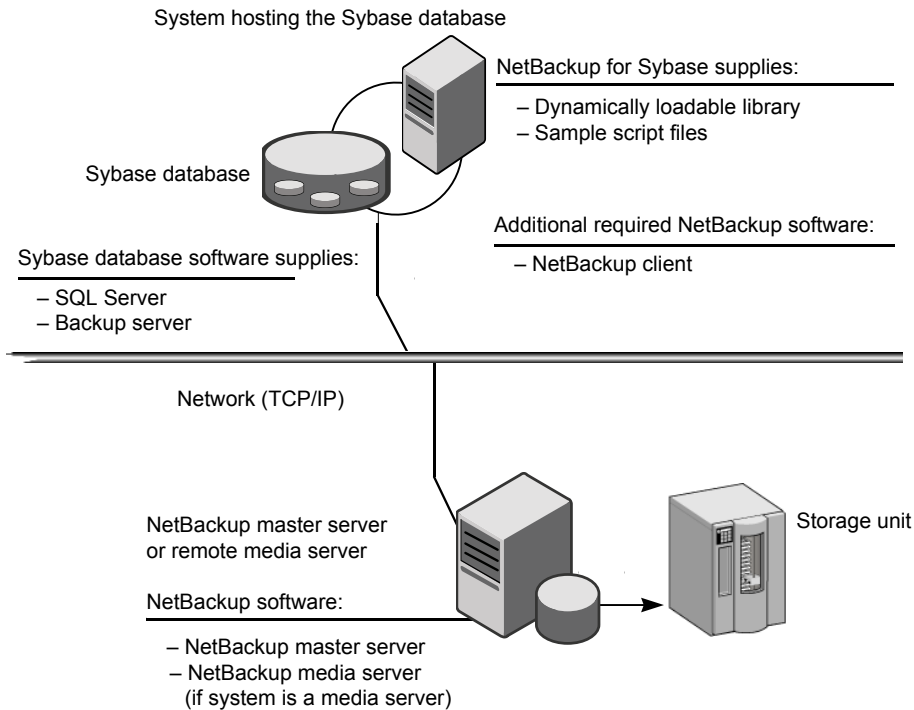 System hosting the Sybase database
NetBackup for Sybase supplies:
– Dynamically loadable library
– Sample script files
Sybase database
Additional required NetBackup software:
– NetBackup client
Sybase database software supplies:
– SQL Server
– Backup server
Network (TCP/IP)
NetBackup master server
or remote media server
Storage unit
NetBackup software:
– NetBackup master server
– NetBackup media server
(if system is a media server)